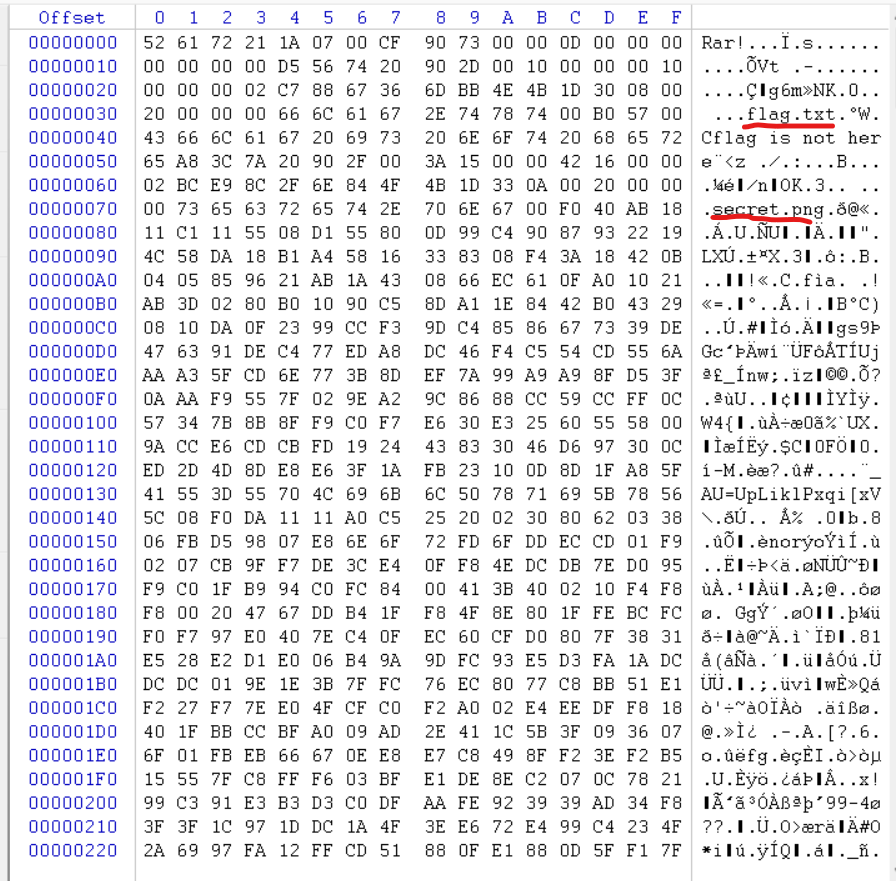 Offset 0 1 2 3 4 5 6 7 8 9 A B C D E F
00000000 52 61 72 21 1A 07 00 CF 90 73 00 00 0D 00 00 00 Rar!...Ï.s......
00000010 00 00 00 00 D5 56 74 20 90 2D 00 10 00 00 00 10 ....ÕVt .-......
00000020 00 00 00 02 C7 88 67 36 6D BB 4E 4B 1D 30 08 00 ....Ç▮g6m»NK.0..
00000030 20 00 00 00 66 6C 61 67 2E 74 78 74 00 B0 57 00 ...flag.txt.°W.
00000040 43 66 6C 61 67 20 69 73 20 6E 6F 74 20 68 65 72 Cflag is not her
00000050 65 A8 3C 7A 20 90 2F 00 3A 15 00 00 42 16 00 00 e¨<z ./.:...B...
00000060 02 BC E9 8C 2F 6E 84 4F 4B 1D 33 0A 00 20 00 00 .¼é▮/n▮OK.3.. ..
00000070 00 73 65 63 72 65 74 2E 70 6E 67 00 F0 40 AB 18 .secret.png.ð@«.
00000080 11 C1 11 55 08 D1 55 80 0D 99 C4 90 87 93 22 19 .Á.U.ÑU▮.▮Ä.▮▮".
00000090 4C 58 DA 18 B1 A4 58 16 33 83 08 F4 3A 18 42 0B LXÚ.±¤X.3▮.ô:.B.
000000A0 04 05 85 96 21 AB 1A 43 08 66 EC 61 0F A0 10 21 ..▮▮!«.C.fìa. .!
000000B0 AB 3D 02 80 B0 10 90 C5 8D A1 1E 84 42 B0 43 29 «=.▮°..Å.¡.▮B°C)
000000C0 08 10 DA 0F 23 99 CC F3 9D C4 85 86 67 73 39 DE ..Ú.#▮Ìó.Ä▮▮gs9Þ
000000D0 47 63 91 DE C4 77 ED A8 DC 46 F4 C5 54 CD 55 6A Gc‘ÞÄwí¨ÜFôÅTÍUj
000000E0 AA A3 5F CD 6E 77 3B 8D EF 7A 99 A9 A9 8F D5 3F ª£_Ínw;.ïz▮©©.Õ?
000000F0 0A AA F9 55 7F 02 9E A2 9C 86 88 CC 59 CC FF 0C .ªùU..▮¢▮▮▮ÌYÌÿ.
00000100 57 34 7B 8B 8F F9 C0 F7 E6 30 E3 25 60 55 58 00 W4{▮.ùÀ÷æ0ã%`UX.
00000110 9A CC E6 CD CB FD 19 24 43 83 30 46 D6 97 30 0C ▮ÌæÍËý.$C▮0FÖ▮0.
00000120 ED 2D 4D 8D E8 E6 3F 1A FB 23 10 0D 8D 1F A8 5F í-M.èæ?.û#....¨_
00000130 41 55 3D 55 70 4C 69 6B 6C 50 78 71 69 5B 78 56 AU=UpLiklPxqi[xV
00000140 5C 08 F0 DA 11 11 A0 C5 25 20 02 30 80 62 03 38 \.ðÚ.. Å% .0▮b.8
00000150 06 FB D5 98 07 E8 6E 6F 72 FD 6F DD EC CD 01 F9 .ûÕ▮.ènorýoÝìÍ.ù
00000160 02 07 CB 9F F7 DE 3C E4 0F F8 4E DC DB 7E D0 95 ..Ë▮÷Þ<ä.øNÜÛ~Ð▮
00000170 F9 C0 1F B9 94 C0 FC 84 00 41 3B 40 02 10 F4 F8 ùÀ.¹▮Àü▮.A;@..ôø
00000180 F8 00 20 47 67 DD B4 1F F8 4F 8E 80 1F FE BC FC ø. GgÝ´.øO▮▮.þ¼ü
00000190 F0 F7 97 E0 40 7E C4 0F EC 60 CF D0 80 7F 38 31 ð÷▮à@~Ä.ì`ÏÐ▮.81
000001A0 E5 28 E2 D1 E0 06 B4 9A 9D FC 93 E5 D3 FA 1A DC å(âÑà.´▮.ü▮åÓú.Ü
000001B0 DC DC 01 9E 1E 3B 7F FC 76 EC 80 77 C8 BB 51 E1 ÜÜ.▮.;.üvì▮wÈ»Qá
000001C0 F2 27 F7 7E E0 4F CF C0 F2 A0 02 E4 EE DF F8 18 ò'÷~àOÏÀò .äîßø.
000001D0 40 1F BB CC BF A0 09 AD 2E 41 1C 5B 3F 09 36 07 @.»Ì¿ .-.A.[?.6.
000001E0 6F 01 FB EB 66 67 0E E8 E7 C8 49 8F F2 3E F2 B5 o.ûëfg.èçÈI.ò>òµ
000001F0 15 55 7F C8 FF F6 03 BF E1 DE 8E C2 07 0C 78 21 .U.Èÿö.¿áÞ▮Â..x!
00000200 99 C3 91 E3 B3 D3 C0 DF AA FE 92 39 39 AD 34 F8 ▮Ã‘ã³ÓÀßªþ’99-4ø
00000210 3F 3F 1C 97 1D DC 1A 4F 3E E6 72 E4 99 C4 23 4F ??.▮.Ü.O>ærä▮Ä#O
00000220 2A 69 97 FA 12 FF CD 51 88 0F E1 88 0D 5F F1 7F *i▮ú.ÿÍQ▮.á▮._ñ.